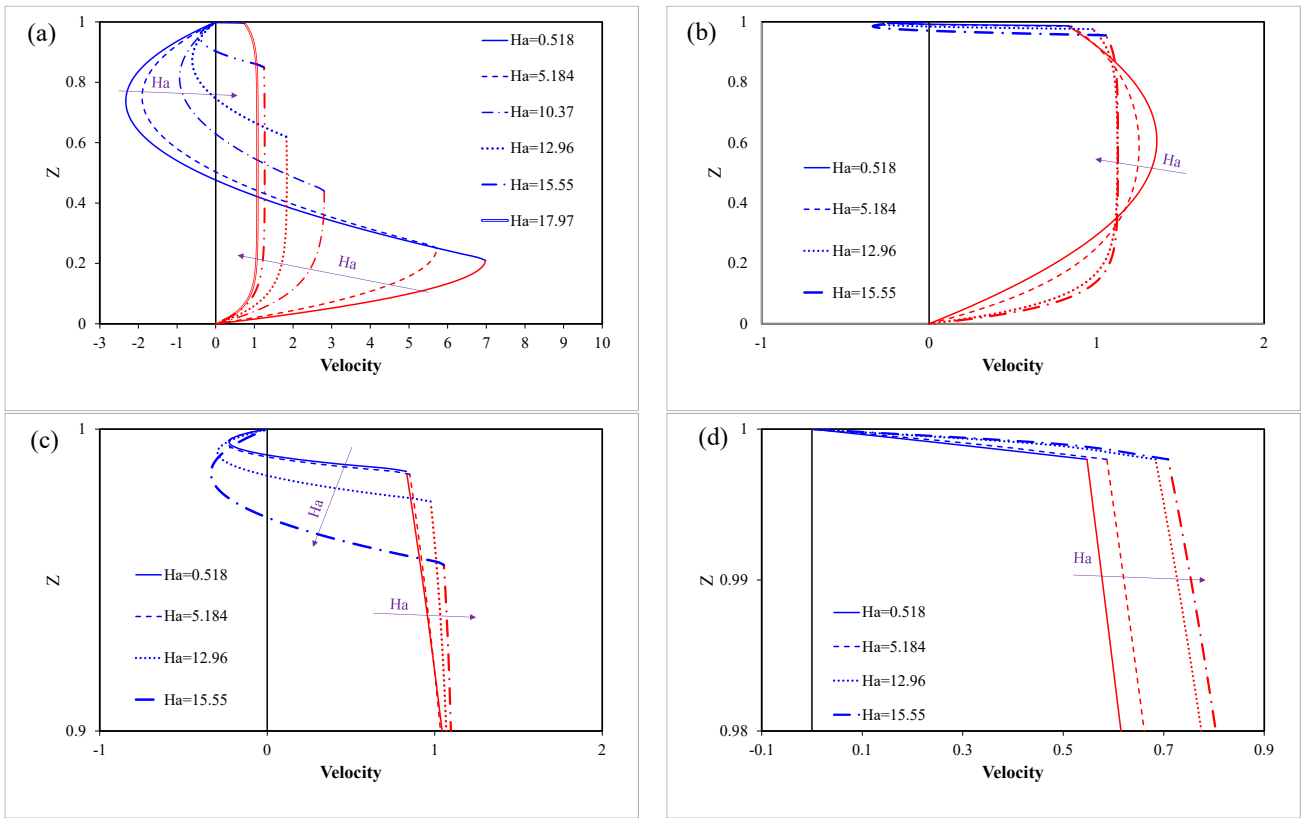 (a)
1
0.8
0.6
0.4
0.2
0
Z
-3 -2 -1 0 1 2 3 4 5 6 7 8 9 10
Velocity
Ha
Ha
Ha=0.518
Ha=5.184
Ha=10.37
Ha=12.96
Ha=15.55
Ha=17.97
(b)
1
0.8
0.6
0.4
0.2
0
Z
-1 0 1 2
Velocity
Ha
Ha=0.518
Ha=5.184
Ha=12.96
Ha=15.55
(c)
1
0.9
Z
-1 0 1 2
Velocity
Ha
Ha
Ha=0.518
Ha=5.184
Ha=12.96
Ha=15.55
(d)
1
0.99
0.98
Z
-0.1 0.1 0.3 0.5 0.7 0.9
Velocity
Ha
Ha=0.518
Ha=5.184
Ha=12.96
Ha=15.55